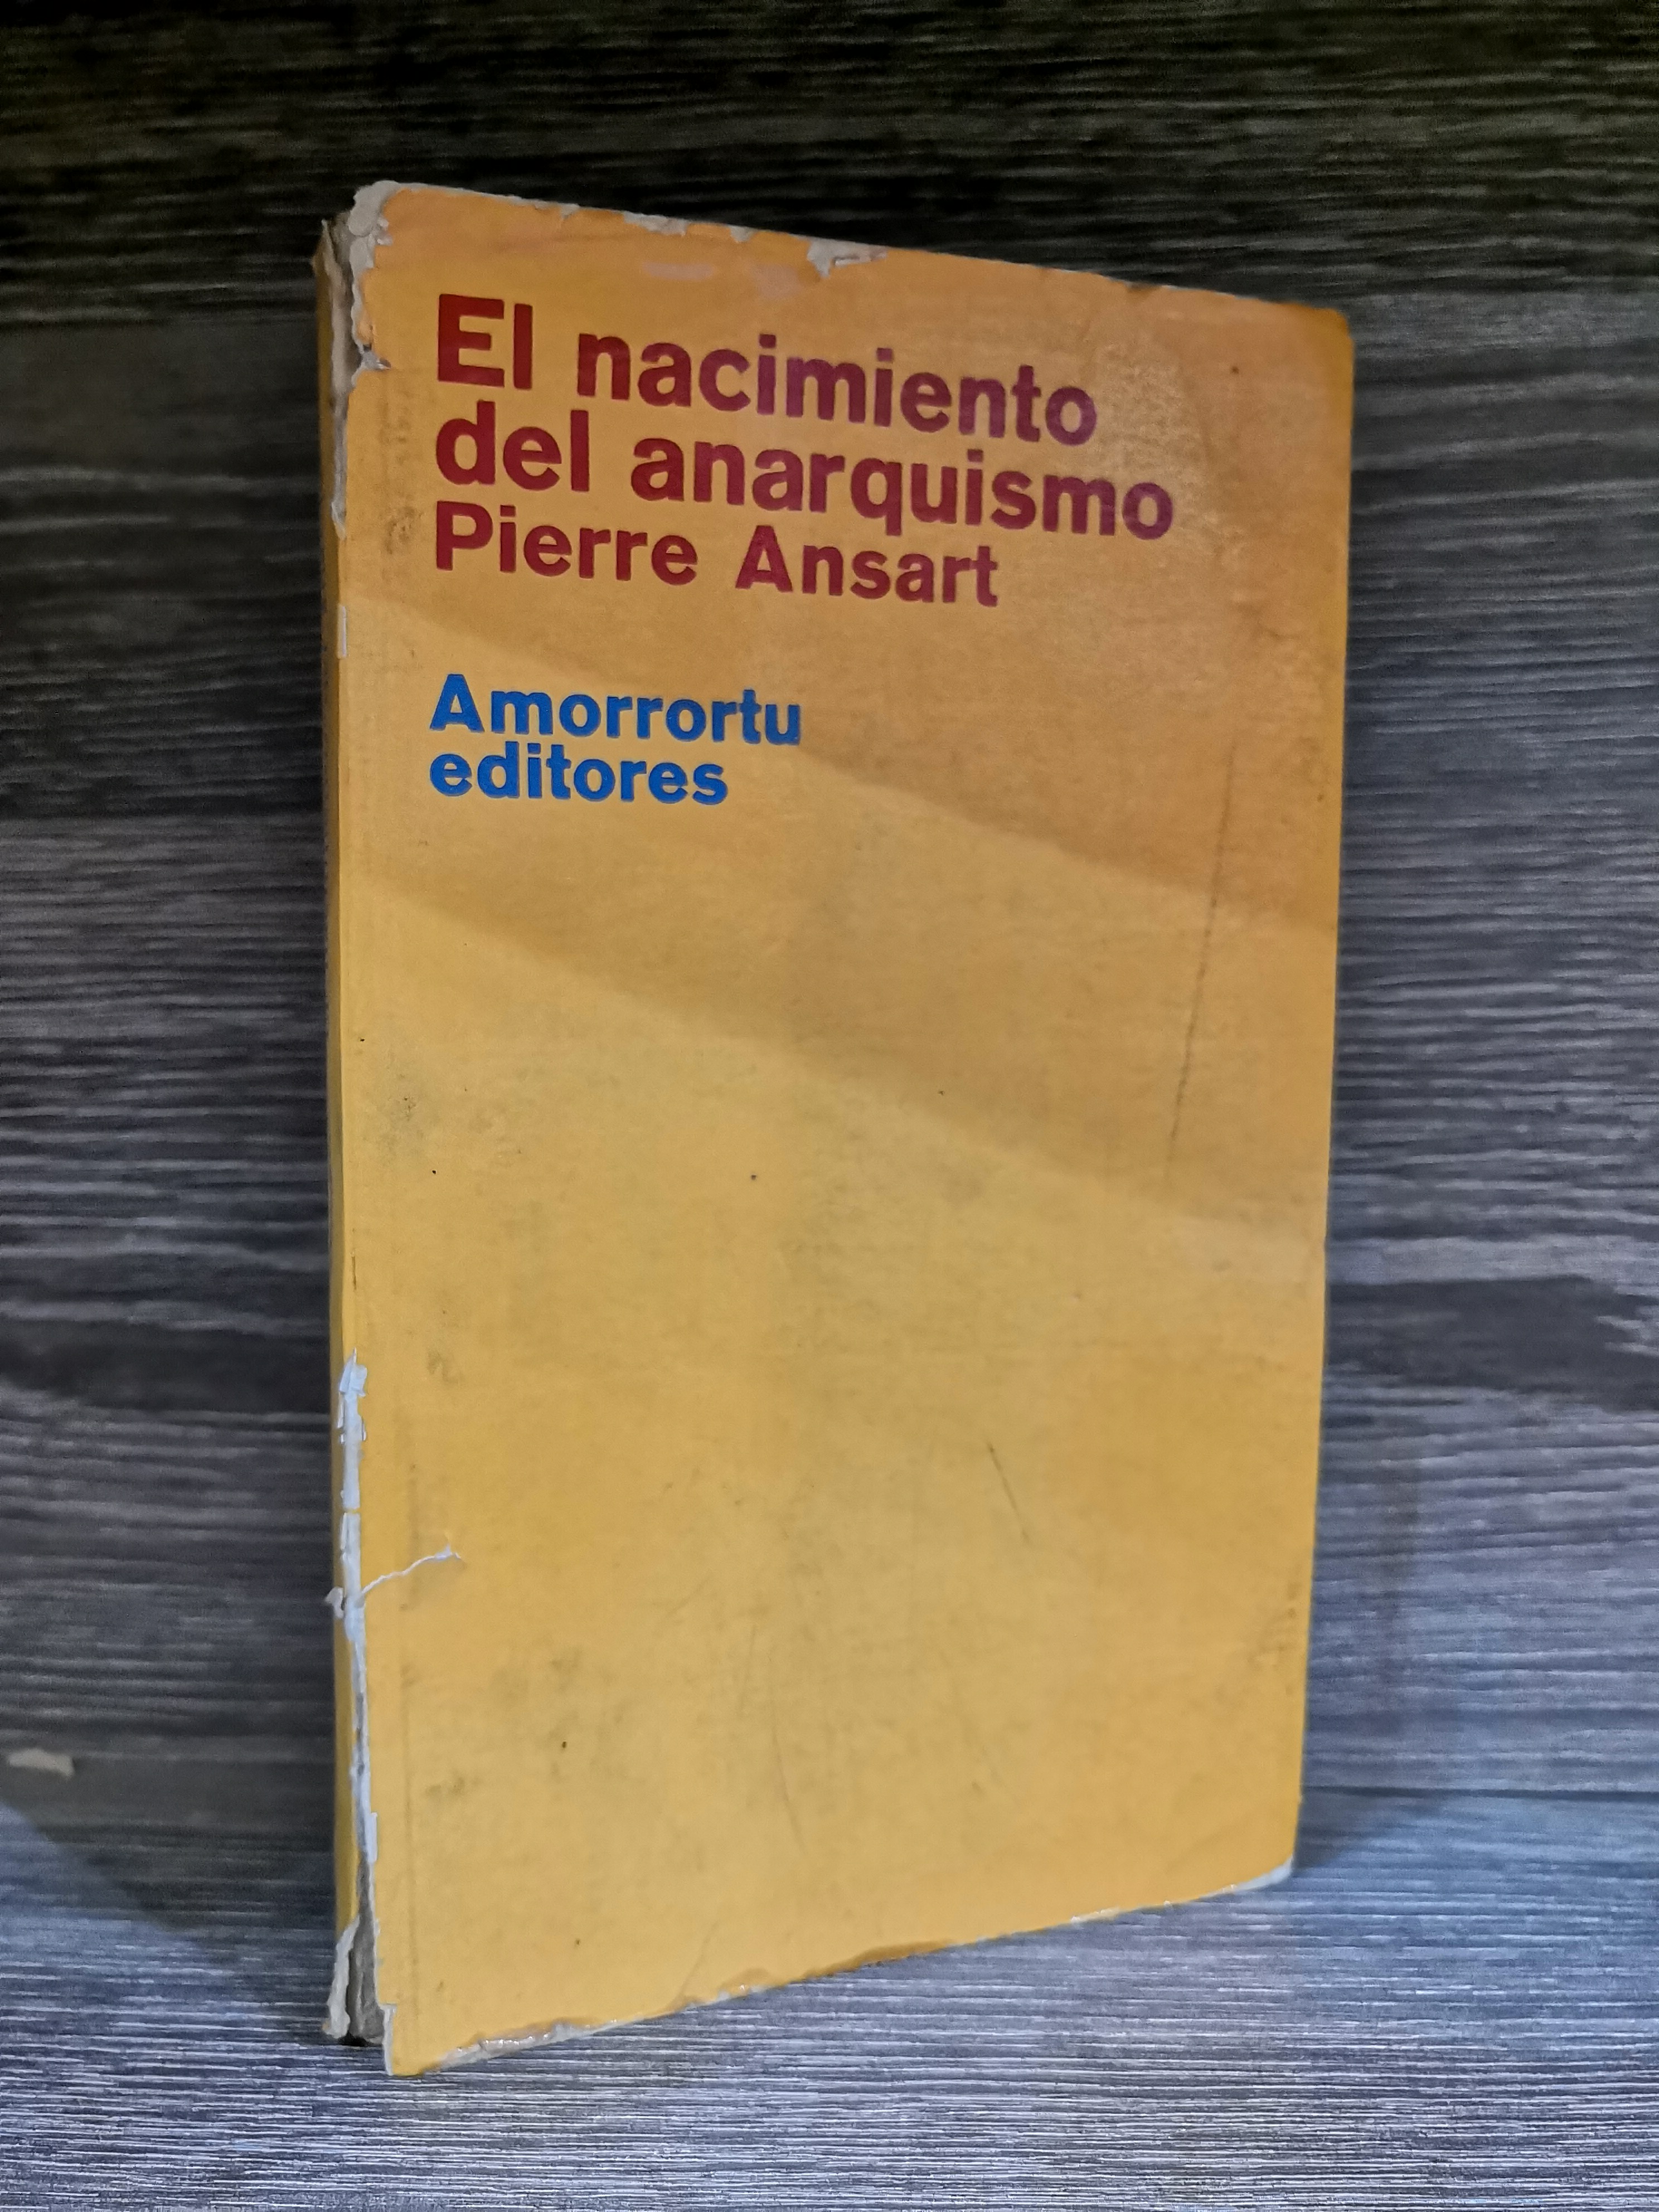 El nacimiento
del anarquismo
Pierre Ansart
Amorrortu
editores